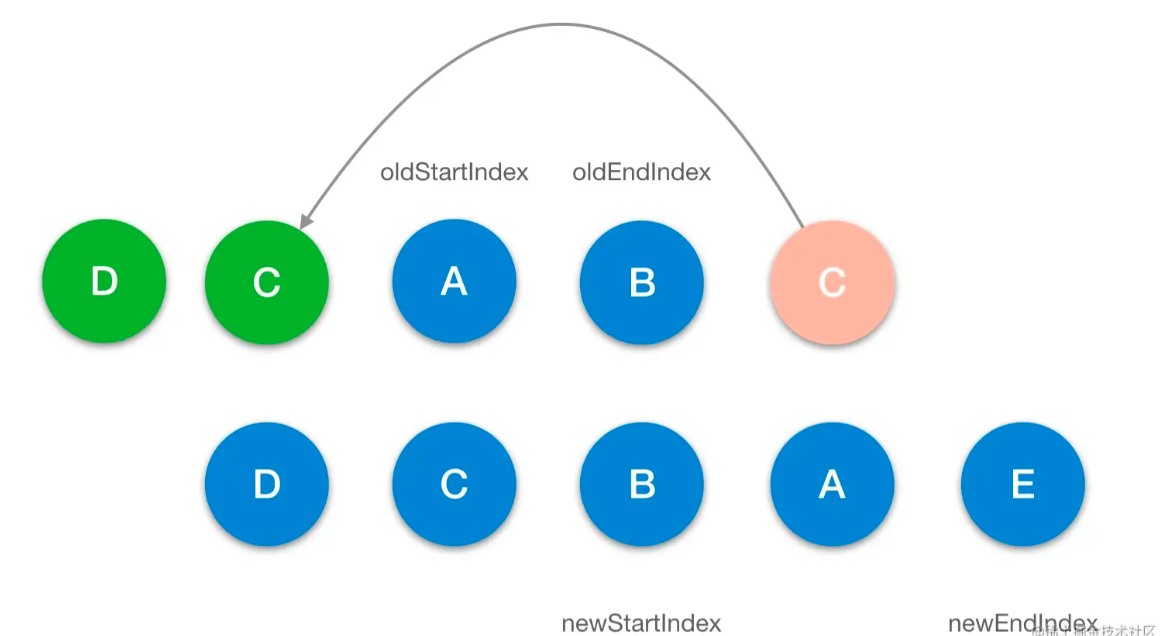 oldStartIndex oldEndIndex
D C A B C
D C B A E
newStartIndex newEndIndex
@稀土掘金技术社区